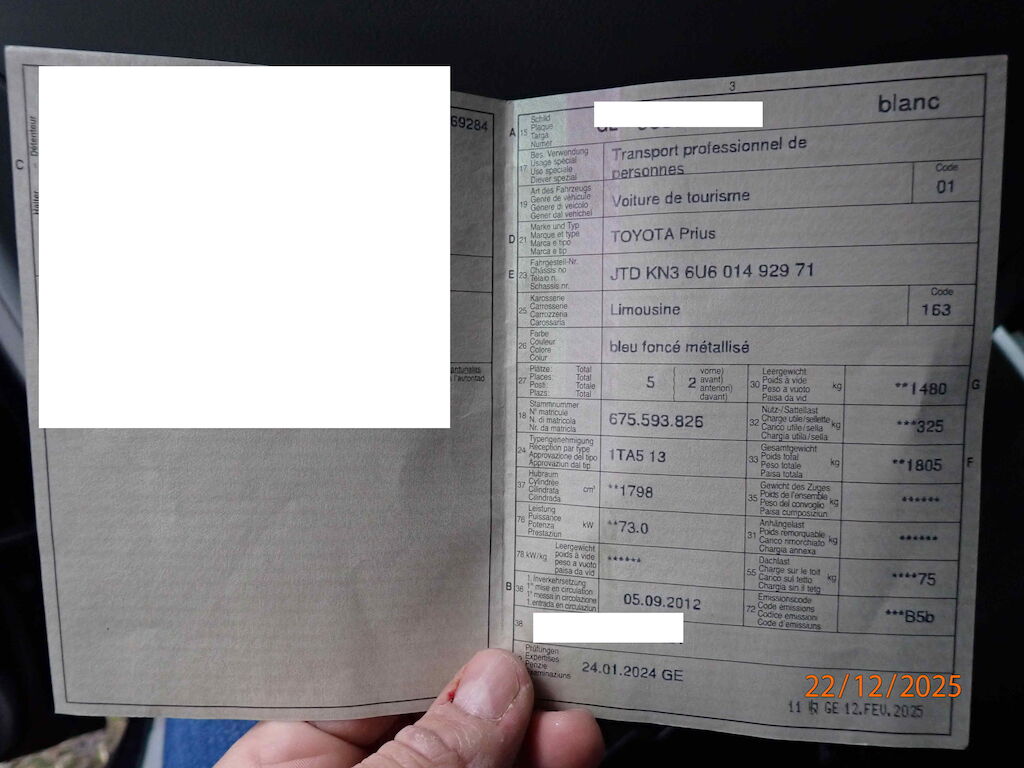 69284
C
Halter
Détenteur
3
A
15 Schild
Plaque
Targa
Numer
blanc
17 Bes. Verwendung
Usage spécial
Uso speciale
Diever spezial
Transport professionnel de
personnes
19 Art des Fahrzeugs
Genre de véhicule
Genere di veicolo
Gener dal vehichel
Voiture de tourisme
Code
01
D
21 Marke und Typ
Marque et type
Marca e tipo
Marca e tip
TOYOTA Prius
E
23 Fahrgestell-Nr.
Châssis no
Telaio n.
Schassis nr.
JTD KN3 6U6 014 929 71
25 Karosserie
Carrosserie
Carrozzeria
Carossaria
Limousine
Code
163
26 Farbe
Couleur
Colore
Colur
bleu foncé métallisé
27 Plätze: Total
Places: Total
Posti: Totale
Plazs: Total
5
2
vorne)
avant)
anteriori)
davant)
30 Leergewicht
Poids à vide
Peso a vuoto
Paisa da vid
kg
**1480
G
18 Stammnummer
N° matricule
N. di matricola
Nr. da matricla
675.593.826
32 Nutz-/Sattellast
Charge utile/sellette
Carico utile/sella
Chargia utila/sella
kg
***325
24 Typengenehmigung
Réception par type
Approvazione del tipo
Approvaziun dal tip
1TA5 13
33 Gesamtgewicht
Poids total
Peso totale
Paisa totala
kg
**1805
F
37 Hubraum
Cylindrée
Cilindrata
Cilindrada
cm³
**1798
35 Gewicht des Zuges
Poids de l'ensemble
Peso del convoglio
Paisa cumposiziun
kg
******
76 Leistung
Puissance
Potenza
Prestaziun
kW
**73.0
31 Anhängelast
Poids remorquable
Carico rimorchiato
Chargia annexa
kg
******
78 kW/kg Leergewicht
poids à vide
peso a vuoto
paisa da vid
******
55 Dachlast
Charge sur le toit
Carico sul tetto
Chargia sin il tetg
kg
****75
B
36 1. Inverkehrsetzung
1re mise en circulation
1a messa in circolazione
1. entrada en circulaziun
05.09.2012
72 Emissionscode
Code émissions
Codice emissioni
Code d'emissiuns
***B5b
38
Prüfungen
Expertises
24.01.2024 GE
22/12/2025
GE 12.FEV.2025